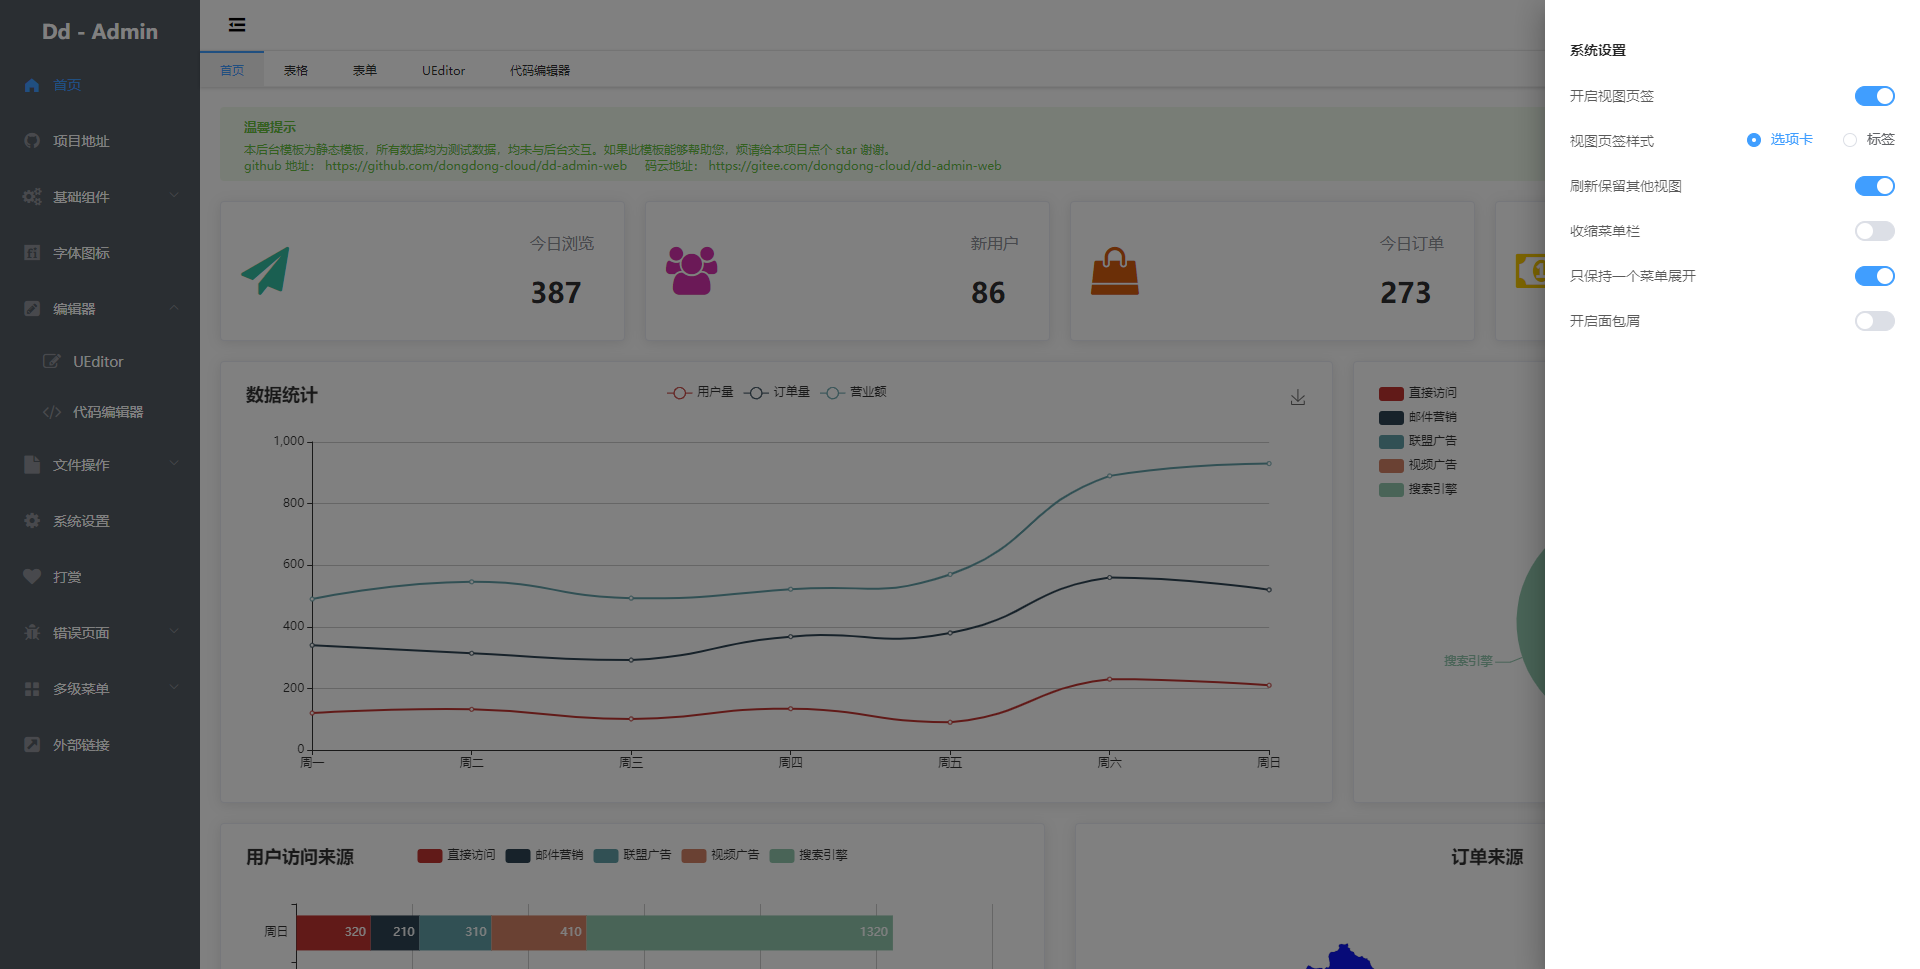 Dd - Admin
首页
项目地址
基础组件
字体图标
编辑器
UEditor
代码编辑器
文件操作
系统设置
打赏
错误页面
多级菜单
外部链接
首页 表格 表单 UEditor 代码编辑器
温馨提示
本后台模板为静态模板，所有数据均为测试数据，均未与后台交互。如果此模板能够帮助您，烦请给本项目点个 star 谢谢。
github 地址： https://github.com/dongdong-cloud/dd-admin-web 码云地址： https://gitee.com/dongdong-cloud/dd-admin-web
今日浏览
387
新用户
86
今日订单
273
数据统计
用户量 订单量 营业额
1,000
800
600
400
200
0
周一 周二 周三 周四 周五 周六 周日
直接访问
邮件营销
联盟广告
视频广告
搜索引擎
搜索引擎
用户访问来源
直接访问 邮件营销 联盟广告 视频广告 搜索引擎
周日 320 210 310 410 1320
订单来源
系统设置
开启视图页签
视图页签样式 选项卡 标签
刷新保留其他视图
收缩菜单栏
只保持一个菜单展开
开启面包屑